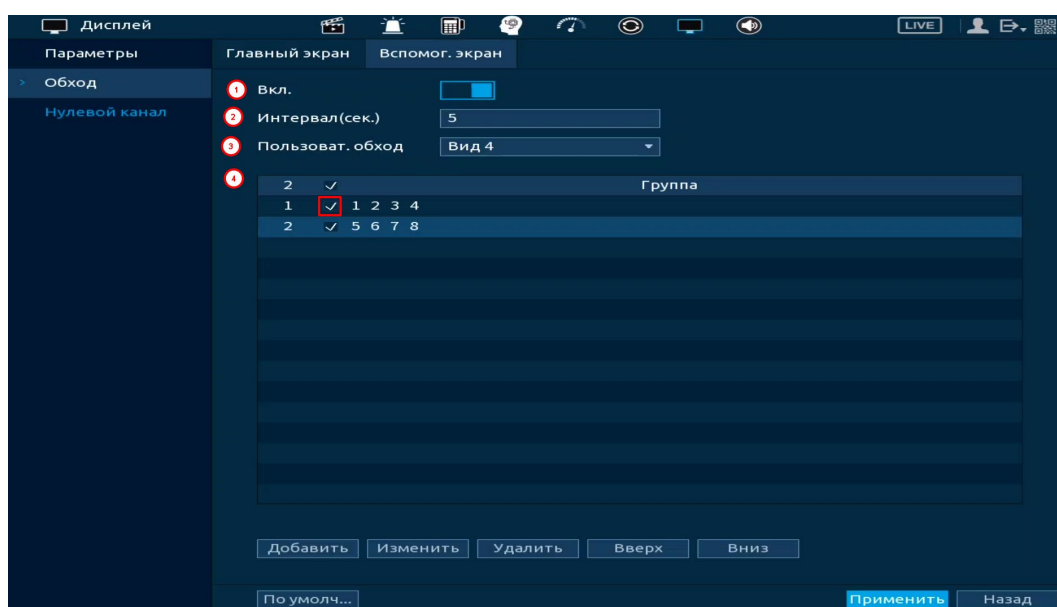 Дисплей LIVE
Параметры Главный экран Вспомог. экран
Обход 1 Вкл.
Нулевой канал 2 Интервал(сек.) 5
3 Пользоват. обход Вид 4
4 2 Группа
1 1 2 3 4
2 5 6 7 8
Добавить Изменить Удалить Вверх Вниз
По умолч... Применить Назад